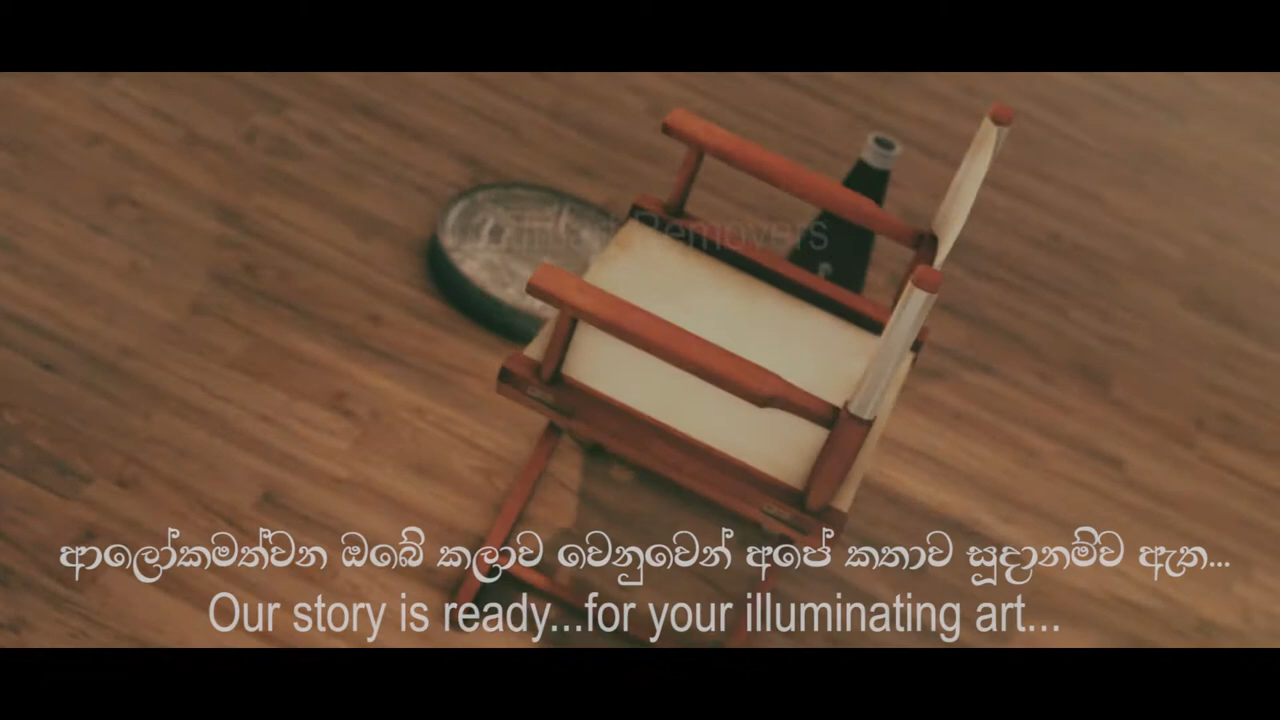 ආලෝකමත්වන ඔබේ කලාව වෙනුවෙන් අපේ කතාව සූදානම්ව ඇත...
Our story is ready...for your illuminating art...